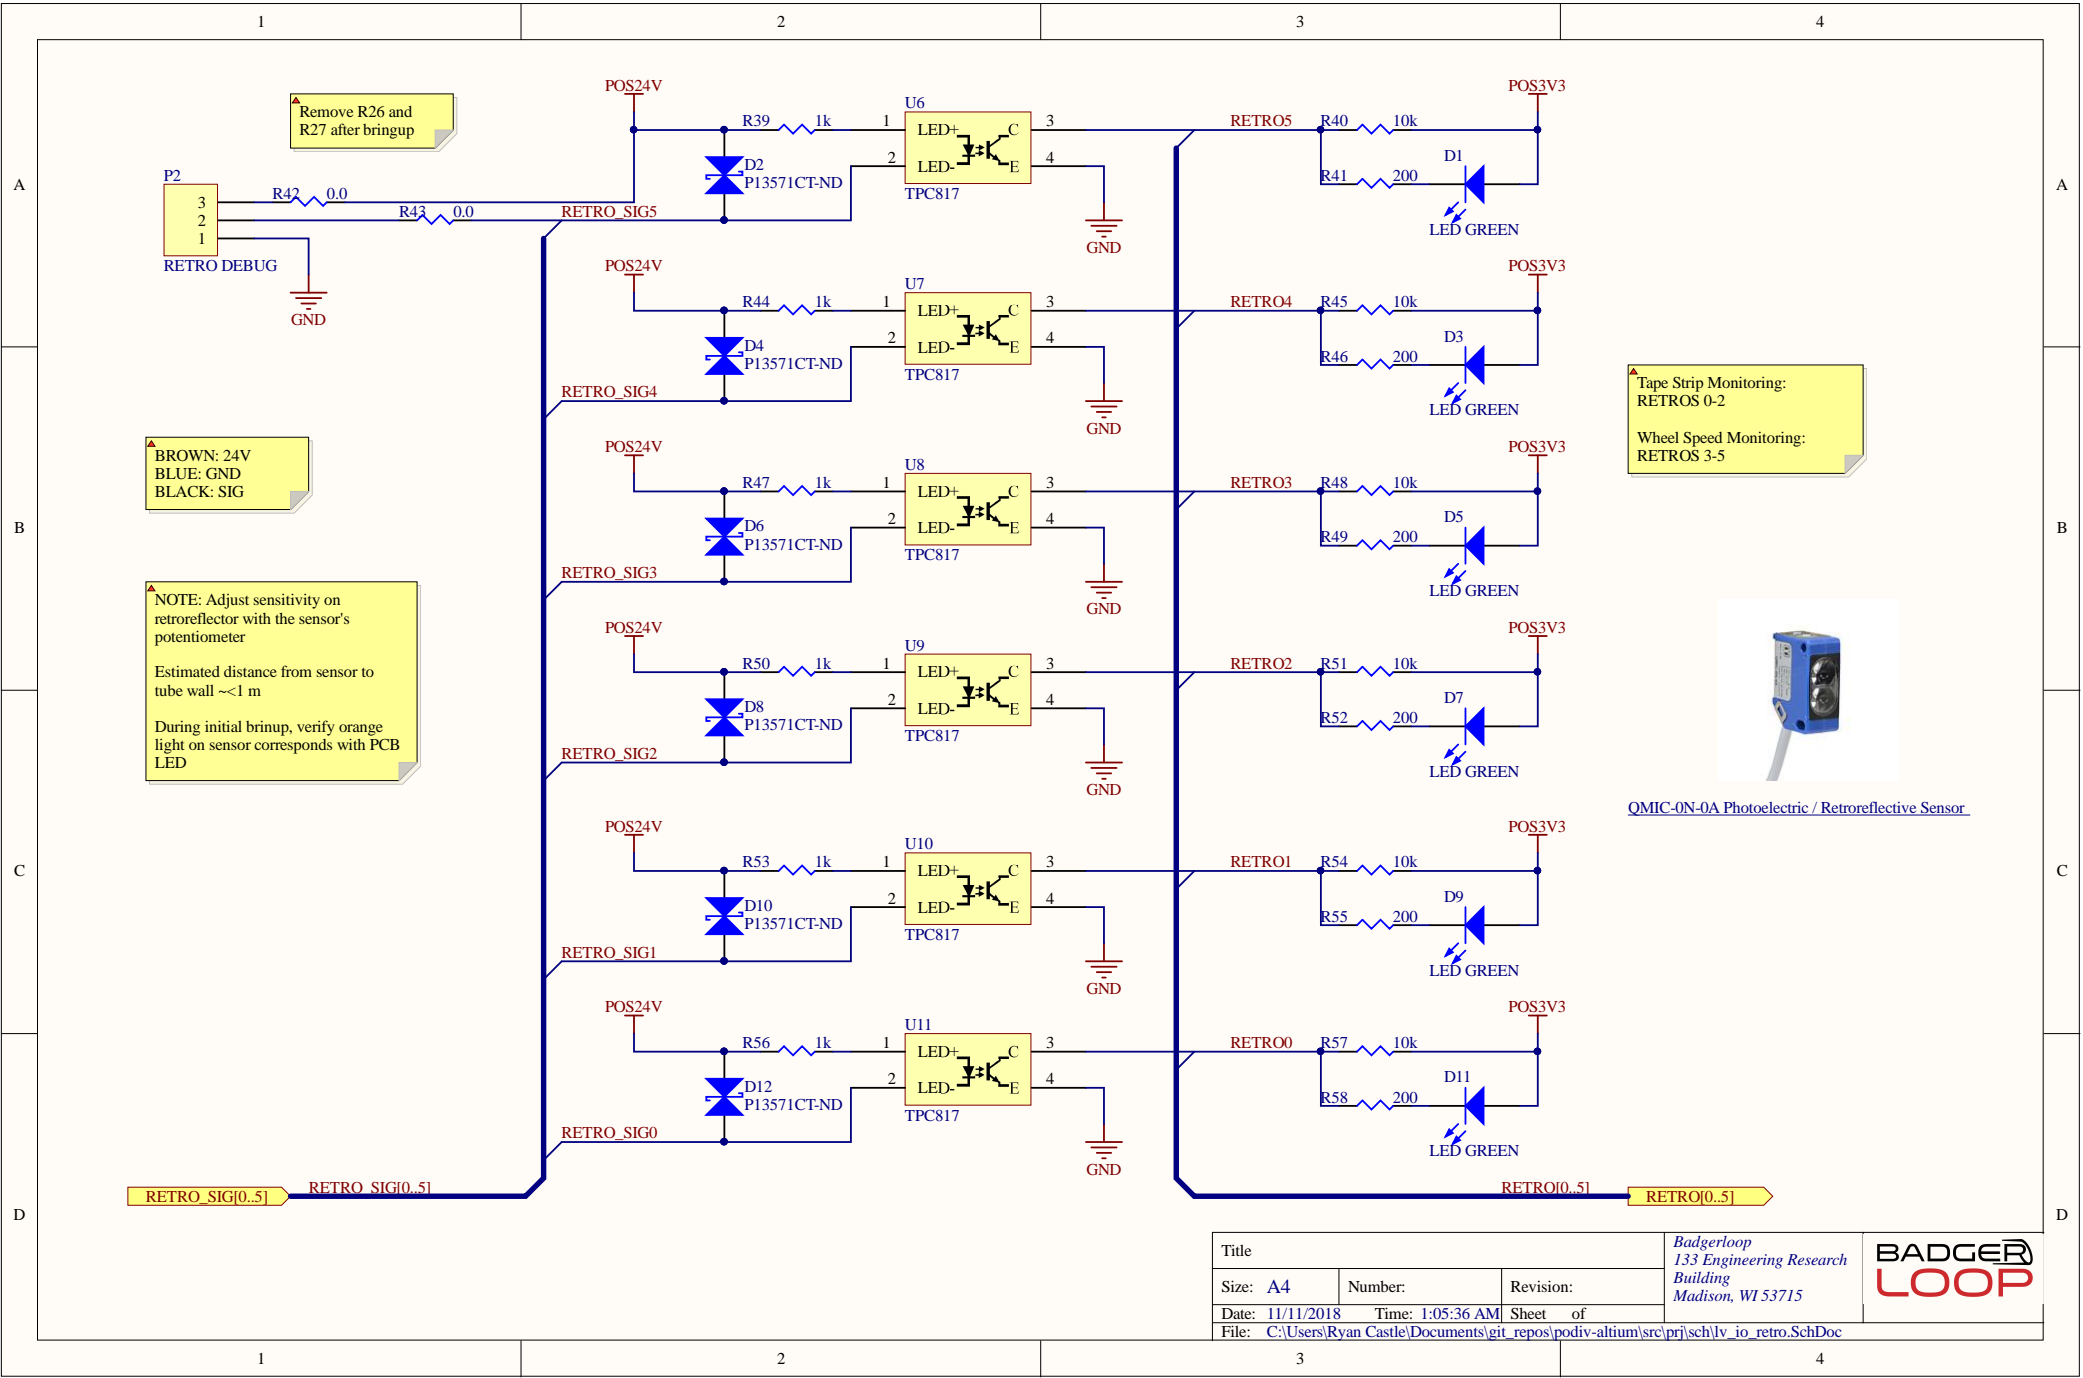 1 2 3 4
A
B
C
D
Remove R26 and
R27 after bringup
P2
3
2
1
RETRO DEBUG
R42 0.0
R43 0.0
GND
BROWN: 24V
BLUE: GND
BLACK: SIG
NOTE: Adjust sensitivity on
retroreflector with the sensor's
potentiometer
Estimated distance from sensor to
tube wall ~<1 m
During initial brinup, verify orange
light on sensor corresponds with PCB
LED
RETRO_SIG[0..5]
RETRO_SIG[0..5]
POS24V
R39 1k
D2
P13571CT-ND
RETRO_SIG5
U6
1 LED+ C 3
2 LED- E 4
TPC817
GND
RETRO5
POS3V3
R40 10k
R41 200
D1
LED GREEN
POS24V
R44 1k
D4
P13571CT-ND
RETRO_SIG4
U7
1 LED+ C 3
2 LED- E 4
TPC817
GND
RETRO4
POS3V3
R45 10k
R46 200
D3
LED GREEN
POS24V
R47 1k
D6
P13571CT-ND
RETRO_SIG3
U8
1 LED+ C 3
2 LED- E 4
TPC817
GND
RETRO3
POS3V3
R48 10k
R49 200
D5
LED GREEN
POS24V
R50 1k
D8
P13571CT-ND
RETRO_SIG2
U9
1 LED+ C 3
2 LED- E 4
TPC817
GND
RETRO2
POS3V3
R51 10k
R52 200
D7
LED GREEN
POS24V
R53 1k
D10
P13571CT-ND
RETRO_SIG1
U10
1 LED+ C 3
2 LED- E 4
TPC817
GND
RETRO1
POS3V3
R54 10k
R55 200
D9
LED GREEN
POS24V
R56 1k
D12
P13571CT-ND
RETRO_SIG0
U11
1 LED+ C 3
2 LED- E 4
TPC817
GND
RETRO0
POS3V3
R57 10k
R58 200
D11
LED GREEN
Tape Strip Monitoring:
RETROS 0-2
Wheel Speed Monitoring:
RETROS 3-5
QMIC-0N-0A Photoelectric / Retroreflective Sensor
RETRO[0..5]
RETRO[0..5]
A
B
C
D
Title
Size: A4 Number: Revision:
Date: 11/11/2018 Time: 1:05:36 AM Sheet of
File: C:\Users\Ryan Castle\Documents\git_repos\podiv-altium\src\prj\sch\lv_io_retro.SchDoc
Badgerloop
133 Engineering Research
Building
Madison, WI 53715
BADGER
LOOP
1 2 3 4